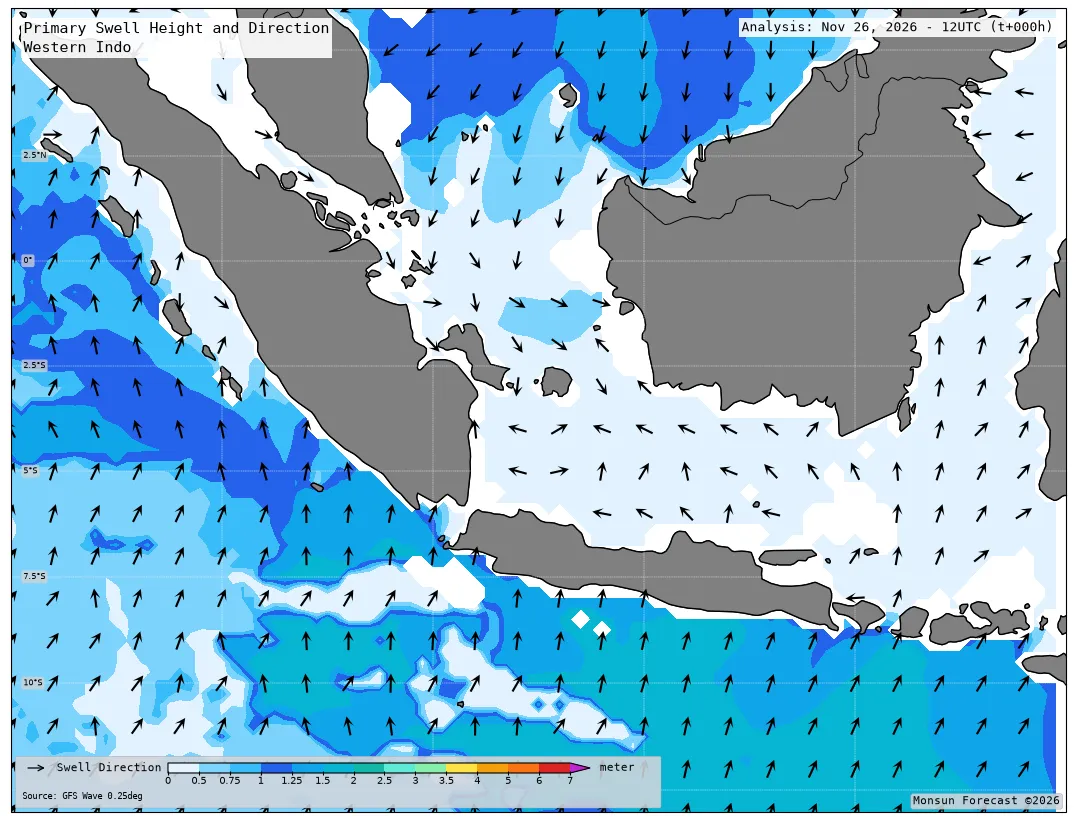 Primary Swell Height and Direction
Western Indo
Analysis: Nov 26, 2026 - 12UTC (t+000h)
2.5°N
0°
2.5°S
5°S
7.5°S
10°S
Swell Direction
meter
0 0.5 0.75 1 1.25 1.5 2 2.5 3 3.5 4 5 6 7
Source: GFS Wave 0.25deg
Monsun Forecast ©2026